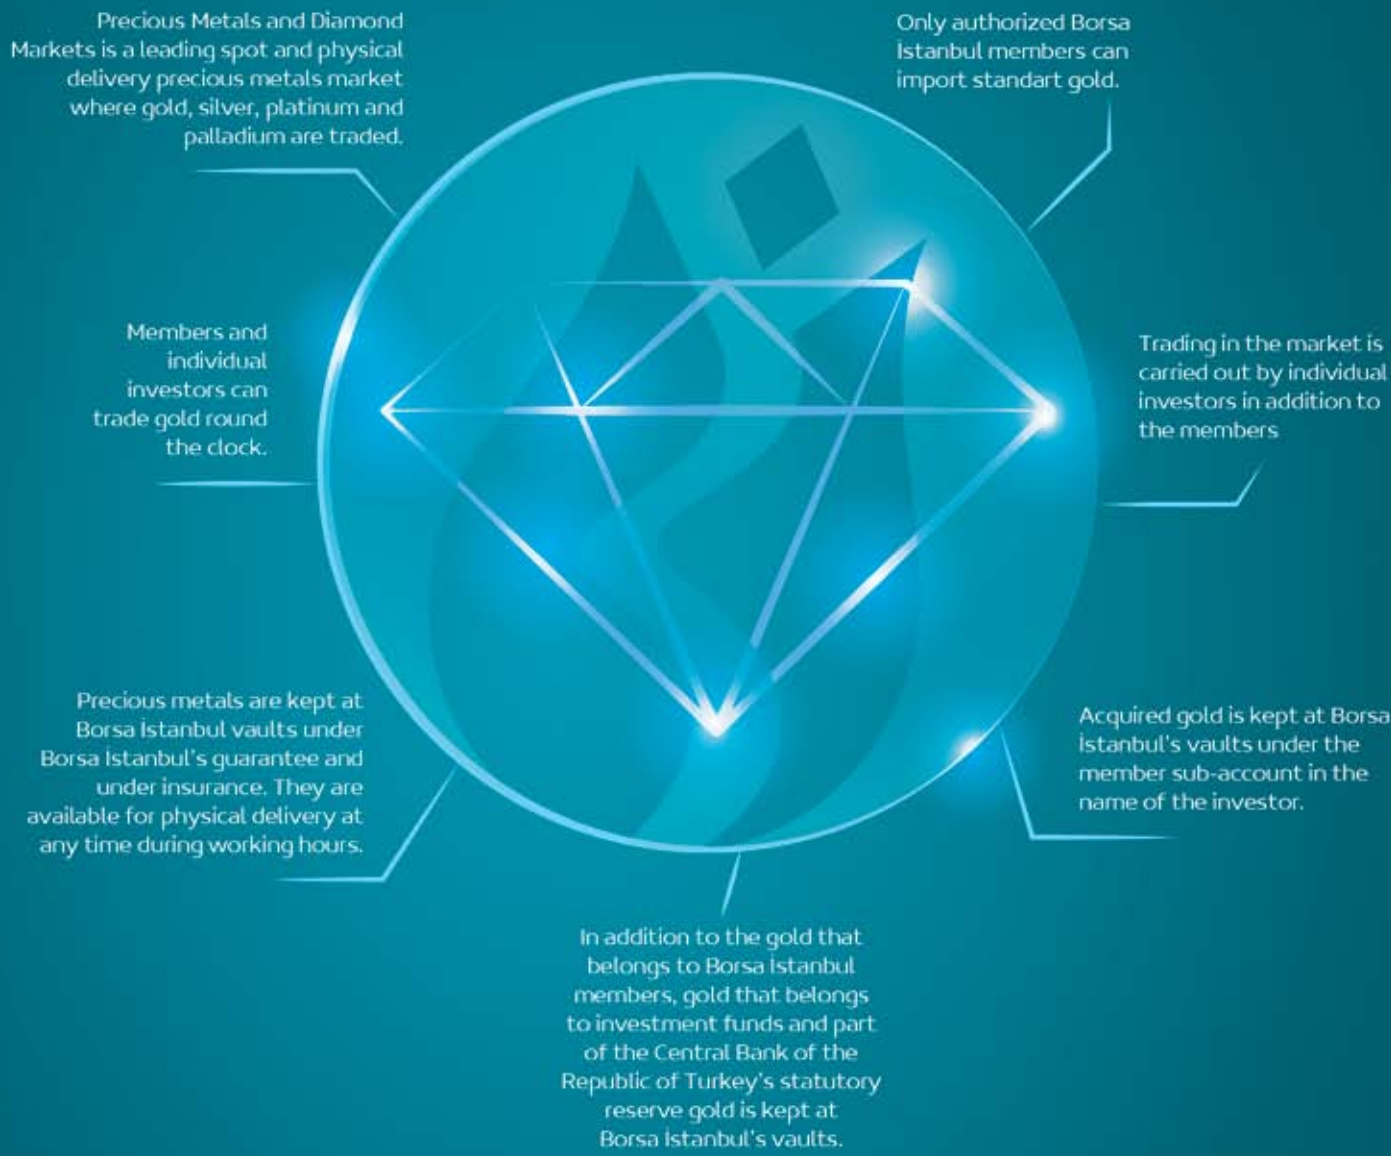 Precious Metals and Diamond
Markets is a leading spot and physical
delivery precious metals market
where gold, silver, platinum and
palladium are traded.
Only authorized Borsa
İstanbul members can
import standart gold.
Members and
individual
investors can
trade gold round
the clock.
Trading in the market is
carried out by individual
investors in addition to
the members
Precious metals are kept at
Borsa İstanbul vaults under
Borsa İstanbul's guarantee and
under insurance. They are
available for physical delivery at
any time during working hours.
Acquired gold is kept at Borsa
İstanbul's vaults under the
member sub-account in the
name of the investor.
In addition to the gold that
belongs to Borsa İstanbul
members, gold that belongs
to investment funds and part
of the Central Bank of the
Republic of Turkey's statutory
reserve gold is kept at
Borsa İstanbul's vaults.